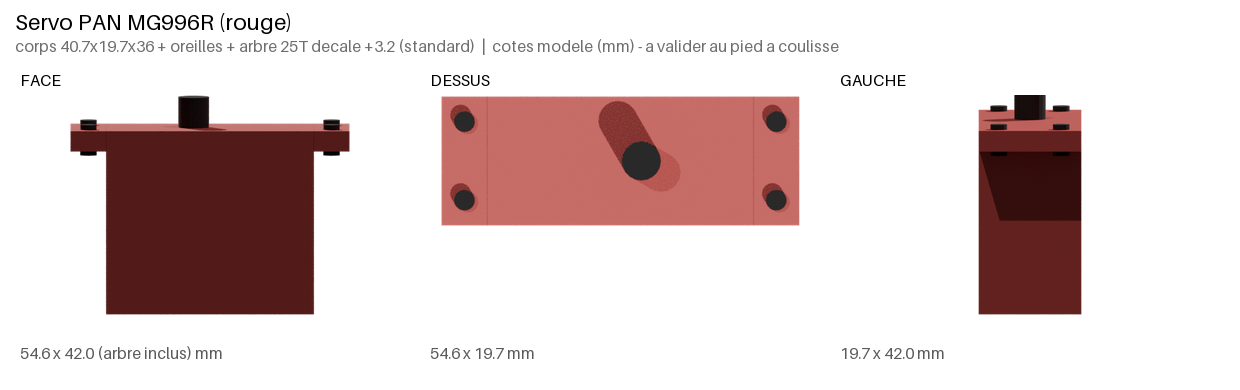 Servo PAN MG996R (rouge)
corps 40.7x19.7x36 + oreilles + arbre 25T decale +3.2 (standard) | cotes modele (mm) - a valider au pied a coulisse
FACE
DESSUS
GAUCHE
54.6 x 42.0 (arbre inclus) mm
54.6 x 19.7 mm
19.7 x 42.0 mm